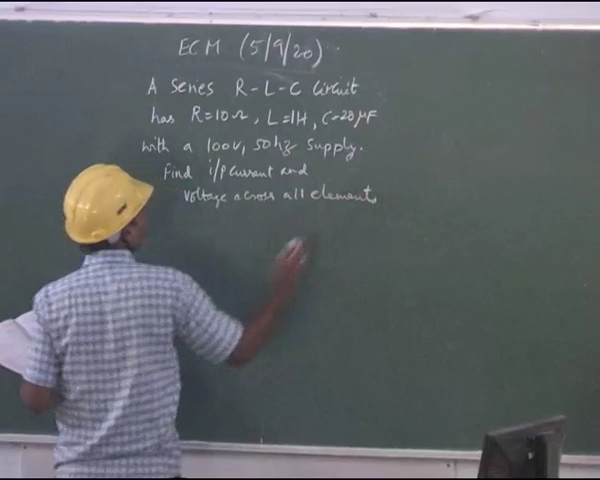 ECM (5/9/20)
A Series R-L-C Circuit
has R=10Ω, L=1H, C=20μF
with a 100V, 50hz supply.
Find i/p Current and
Voltage across all elements